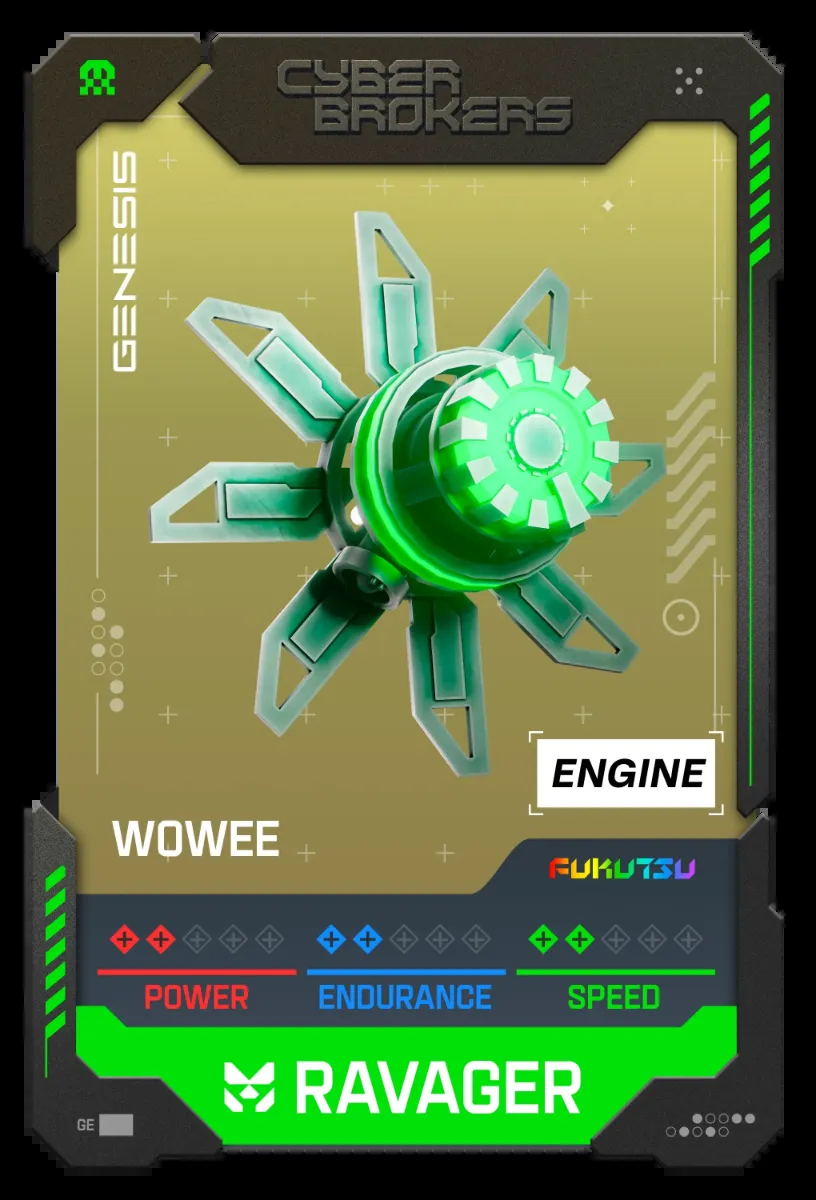 CYBER
BROKERS
GENESIS
ENGINE
WOWEE
FUKUTSU
POWER
ENDURANCE
SPEED
RAVAGER
GE